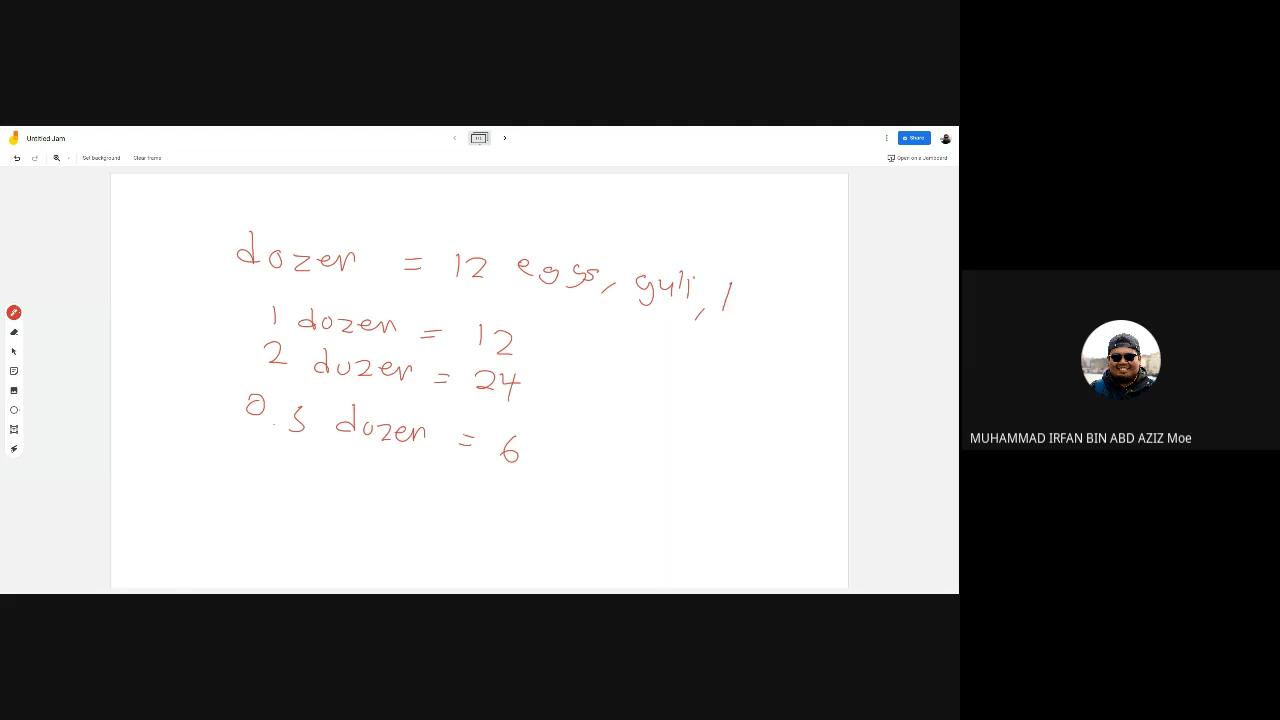 Untitled Jam
Share
Set background Clear frame
Open on a Jamboard
dozen = 12 eggs, guli, /
1 dozen = 12
2 dozen = 24
0.5 dozen = 6
MUHAMMAD IRFAN BIN ABD AZIZ Moe